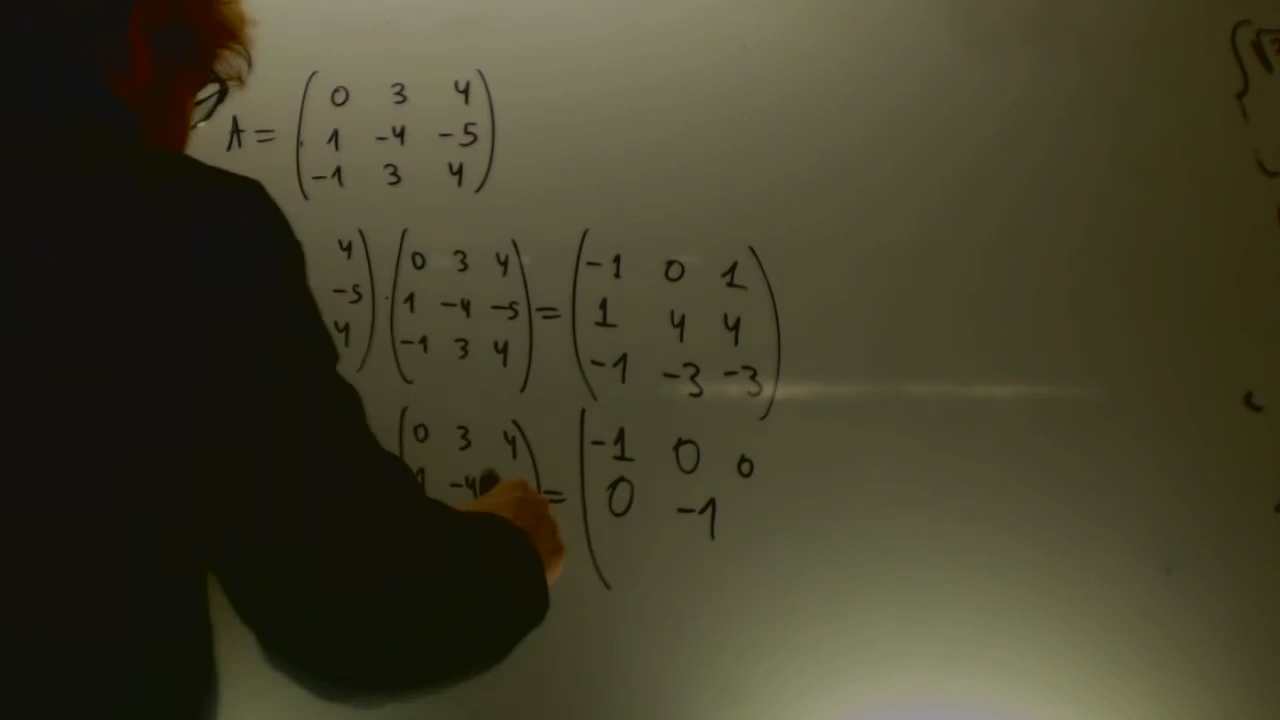 0 3 4
A = 1 -4 -5
-1 3 4
4 0 3 4 -1 0 1
-5 · 1 -4 -5 = 1 4 4
4 -1 3 4 -1 -3 -3
0 3 4 -1 0 0
-4 = 0 -1